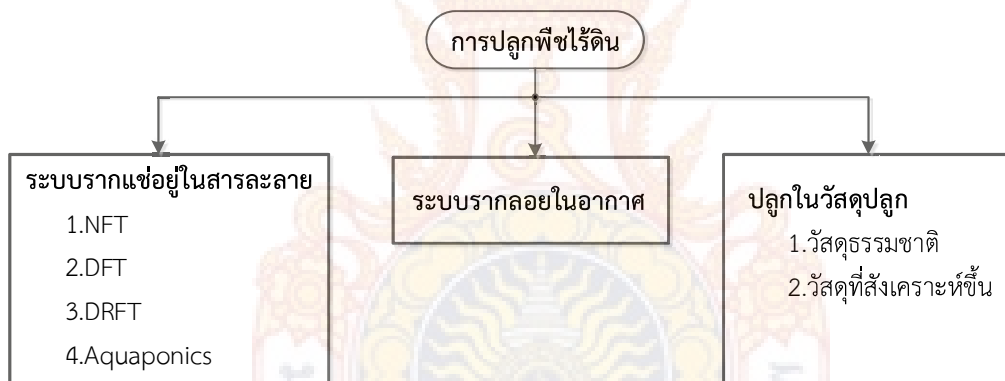 การปลูกพืชไร้ดิน
ระบบรากแช่อยู่ในสารละลาย
1.NFT
2.DFT
3.DRFT
4.Aquaponics
ระบบรากลอยในอากาศ
ปลูกในวัสดุปลูก
1.วัสดุธรรมชาติ
2.วัสดุที่สังเคราะห์ขึ้น